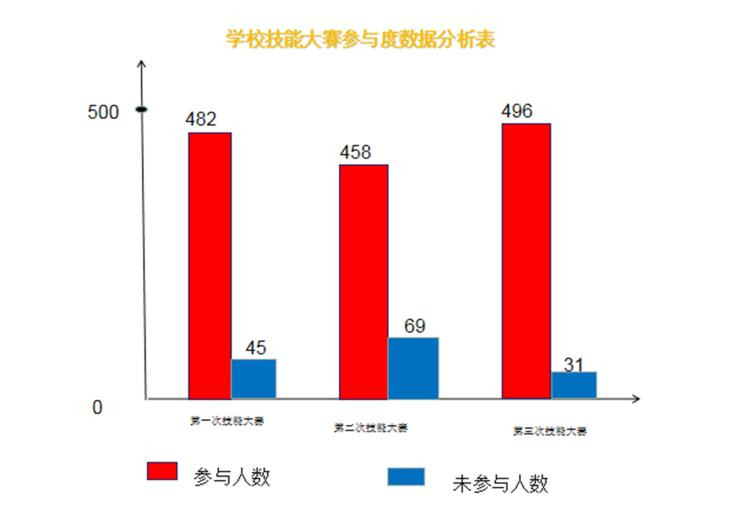 学校技能大赛参与度数据分析表
500
482
458
496
45
69
31
0
第一次技能大赛
第二次技能大赛
第三次技能大赛
参与人数
未参与人数